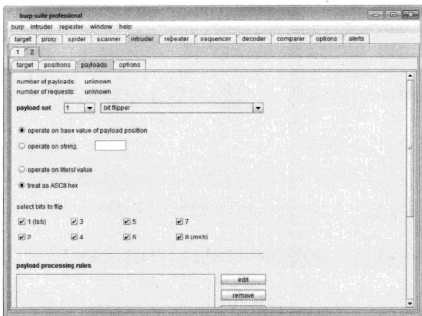 burp suite professional
burp intruder repeater window help
target proxy spider scanner intruder repeater sequencer decoder comparer options alerts
1 2
target positions payloads options
number of payloads: unknown
number of requests: unknown
payload set 1 bit flipper
operate on base value of payload position
operate on string:
operate on literal value
treat as ASCII hex
select bits to flip
1 (lsb) 3 5 7
2 4 6 8 (msb)
payload processing rules
edit
remove